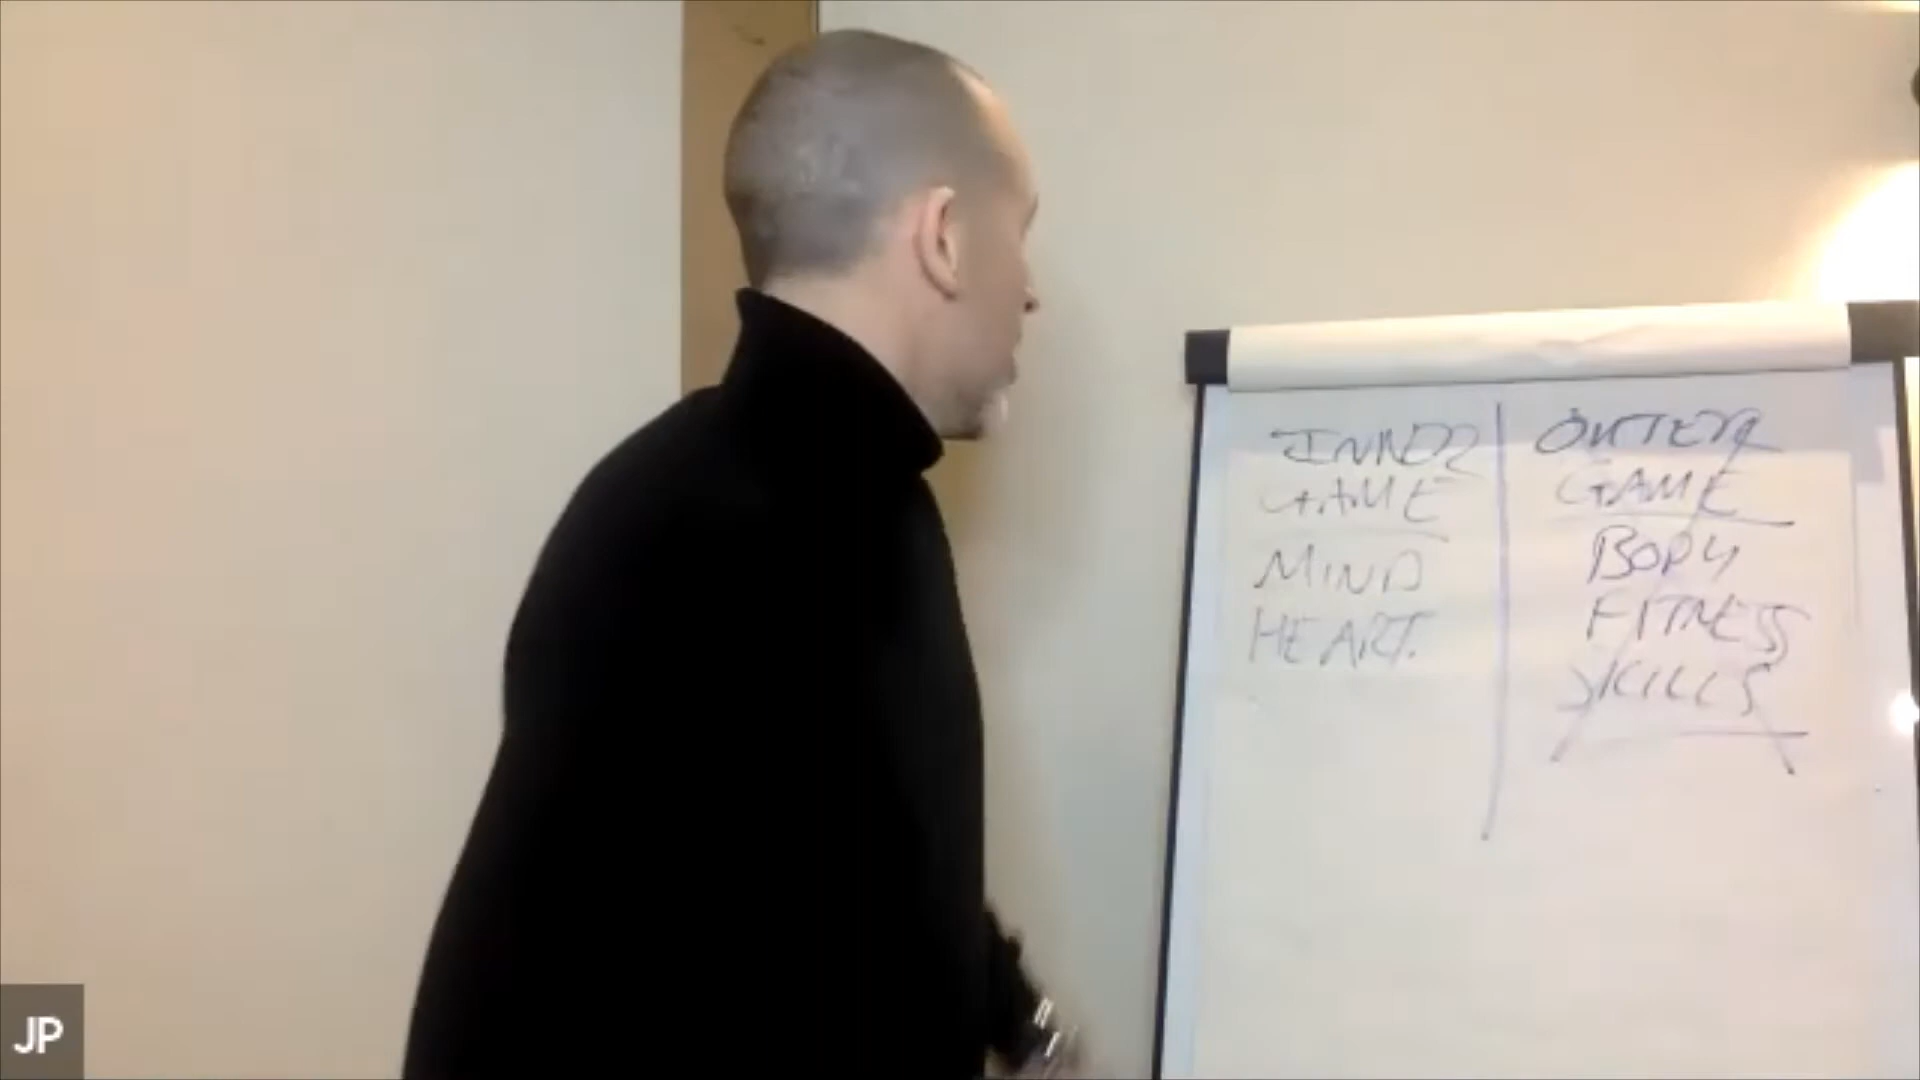 INNER
GAME
MIND
HEART.
OUTER
GAME
BODY
FITNESS
SKILLS
JP